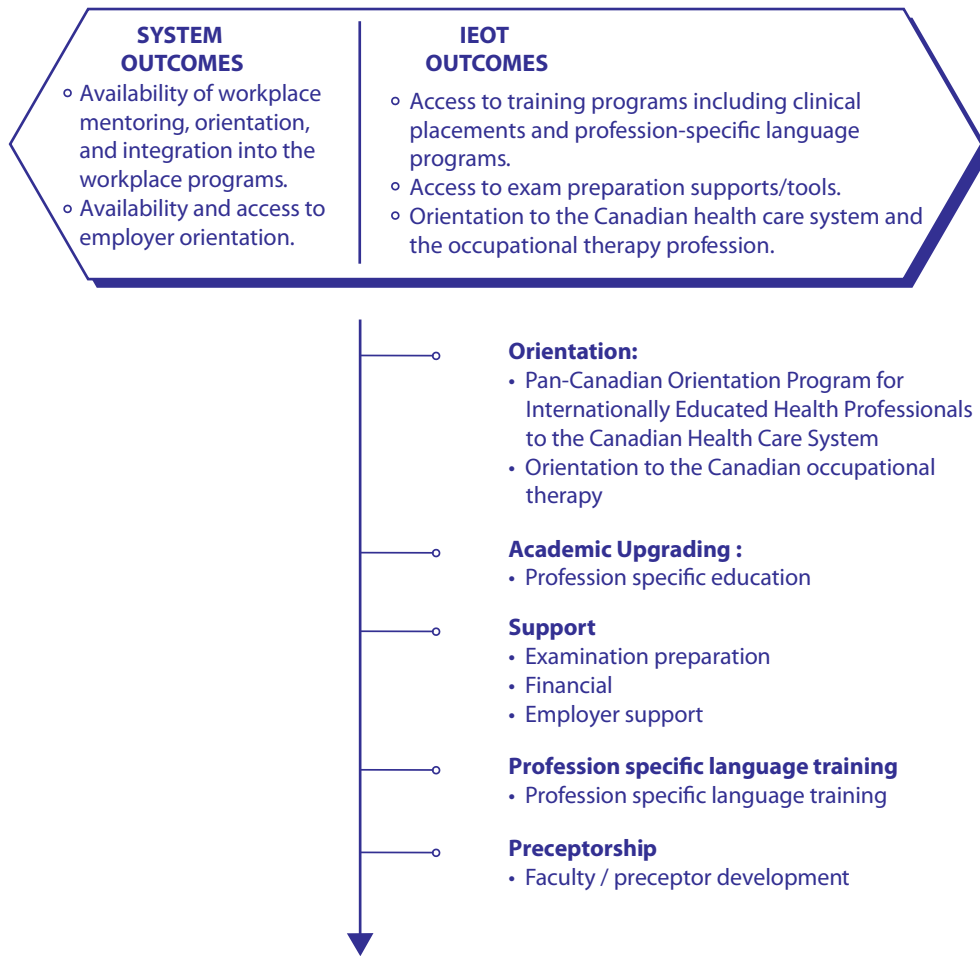 SYSTEM
OUTCOMES
◦ Availability of workplace
mentoring, orientation,
and integration into the
workplace programs.
◦ Availability and access to
employer orientation.
IEOT
OUTCOMES
◦ Access to training programs including clinical
placements and profession-specific language
programs.
◦ Access to exam preparation supports/tools.
◦ Orientation to the Canadian health care system and
the occupational therapy profession.
Orientation:
• Pan-Canadian Orientation Program for
Internationally Educated Health Professionals
to the Canadian Health Care System
• Orientation to the Canadian occupational
therapy
Academic Upgrading :
• Profession specific education
Support
• Examination preparation
• Financial
• Employer support
Profession specific language training
• Profession specific language training
Preceptorship
• Faculty / preceptor development